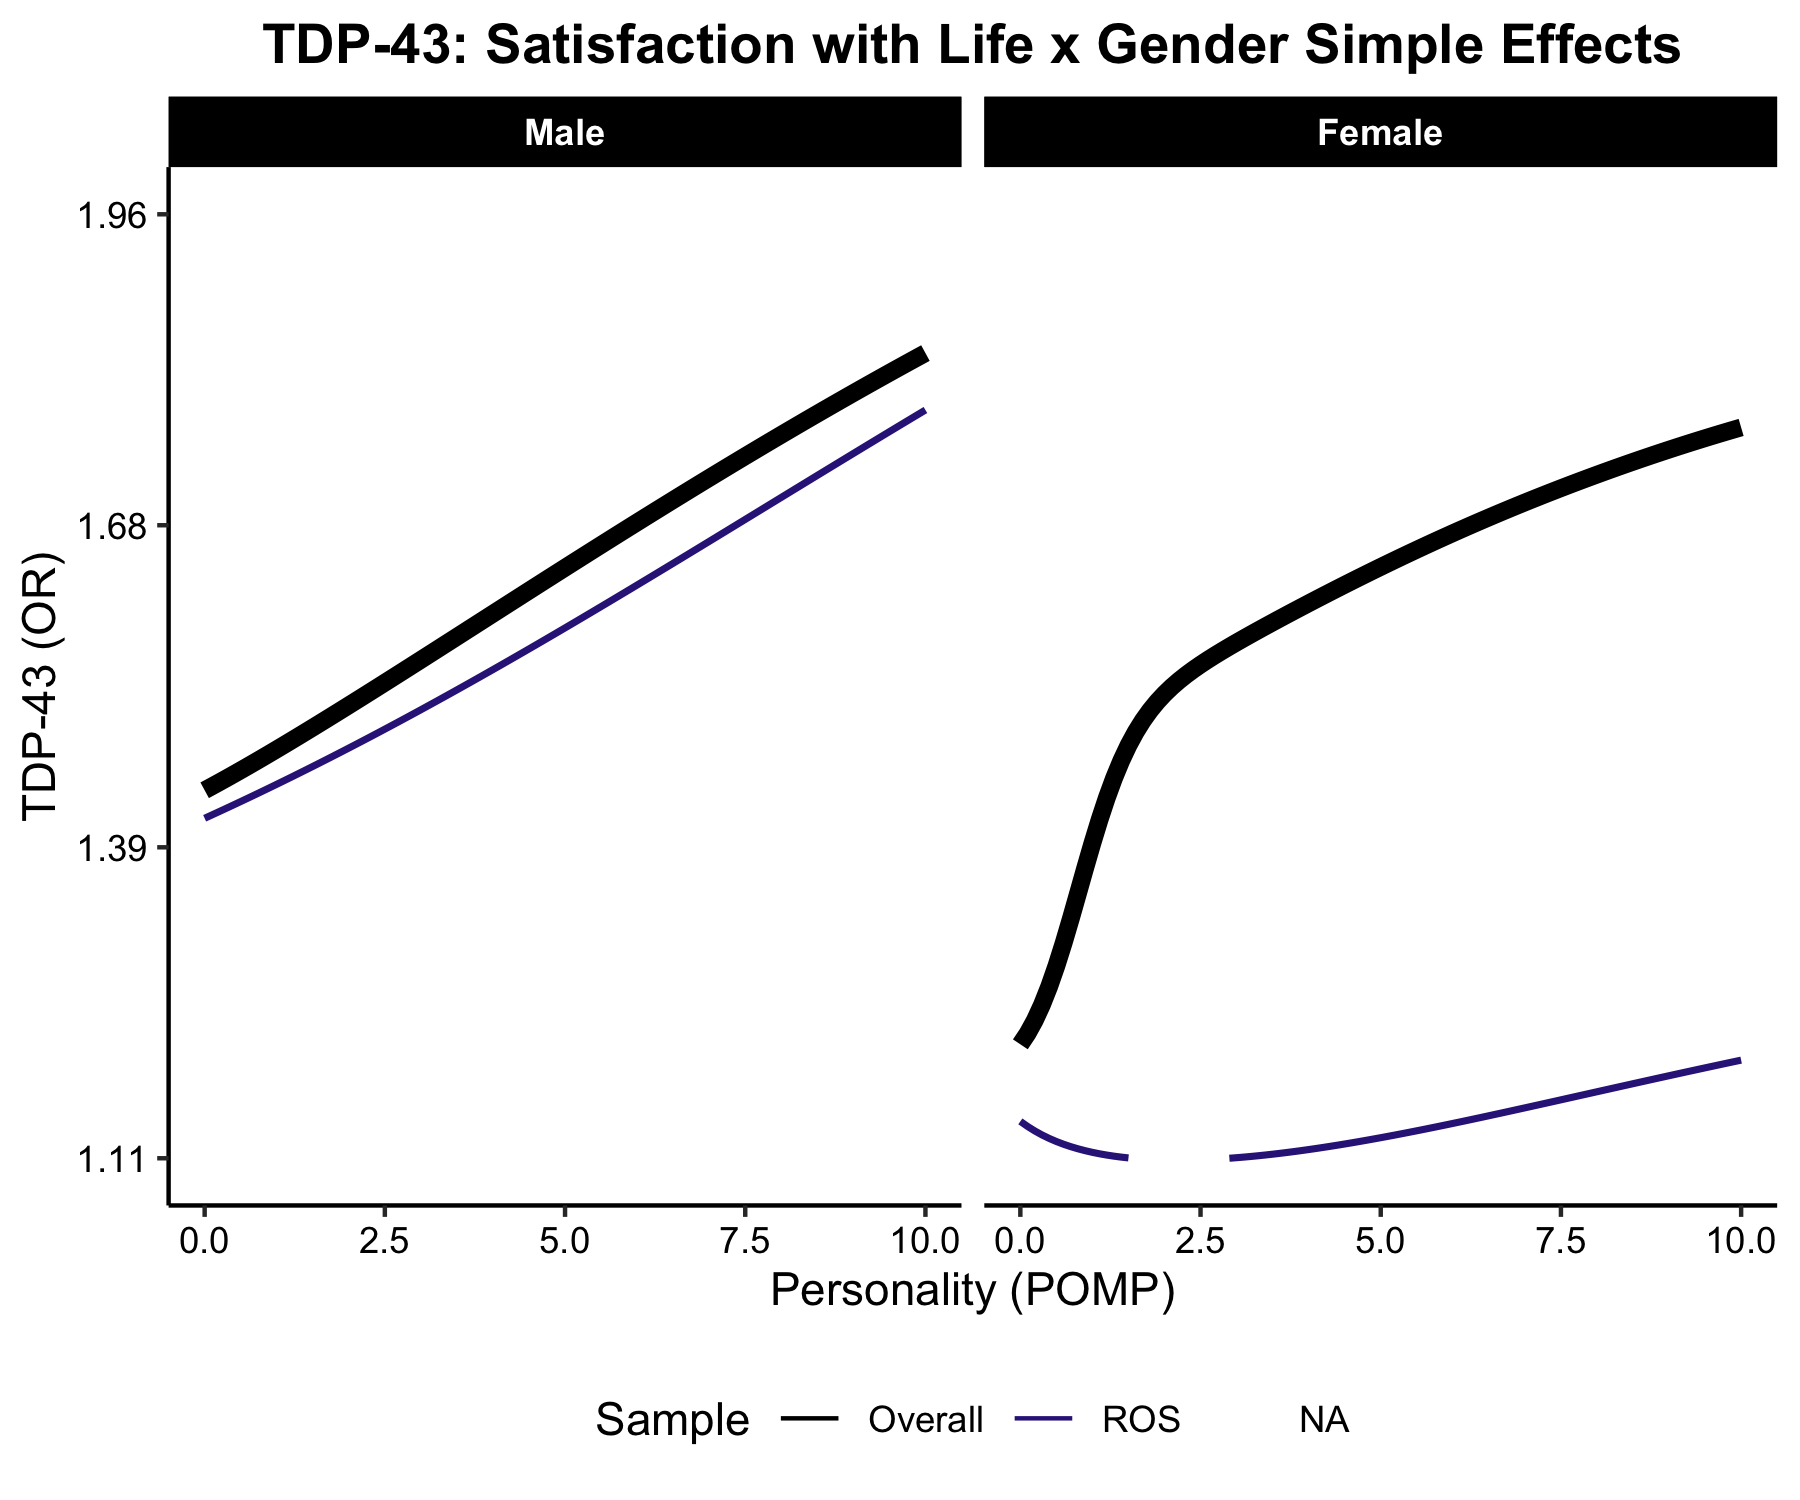 TDP-43: Satisfaction with Life x Gender Simple Effects
Male Female
1.96
1.68
1.39
1.11
TDP-43 (OR)
0.0 2.5 5.0 7.5 10.0 0.0 2.5 5.0 7.5 10.0
Personality (POMP)
Sample Overall ROS NA